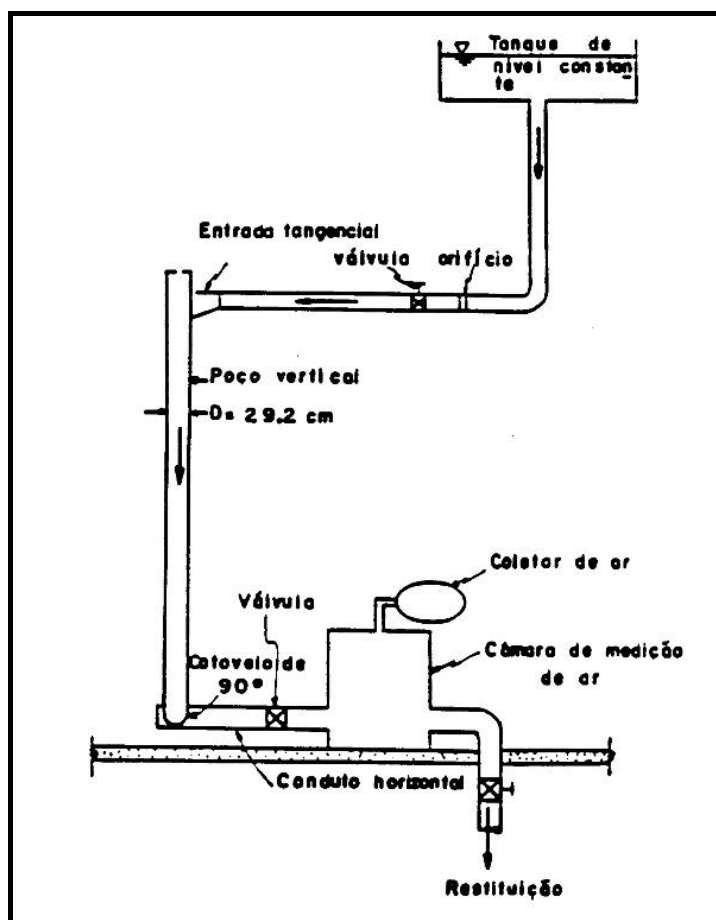 Tanque de
nível constan
te
Entrada tangencial
válvula orifício
Poço vertical
D= 29.2 cm
Coletar de ar
Válvula
Câmara de medição
de ar
Cotovelo de
90°
Conduto horizontal
Restituição